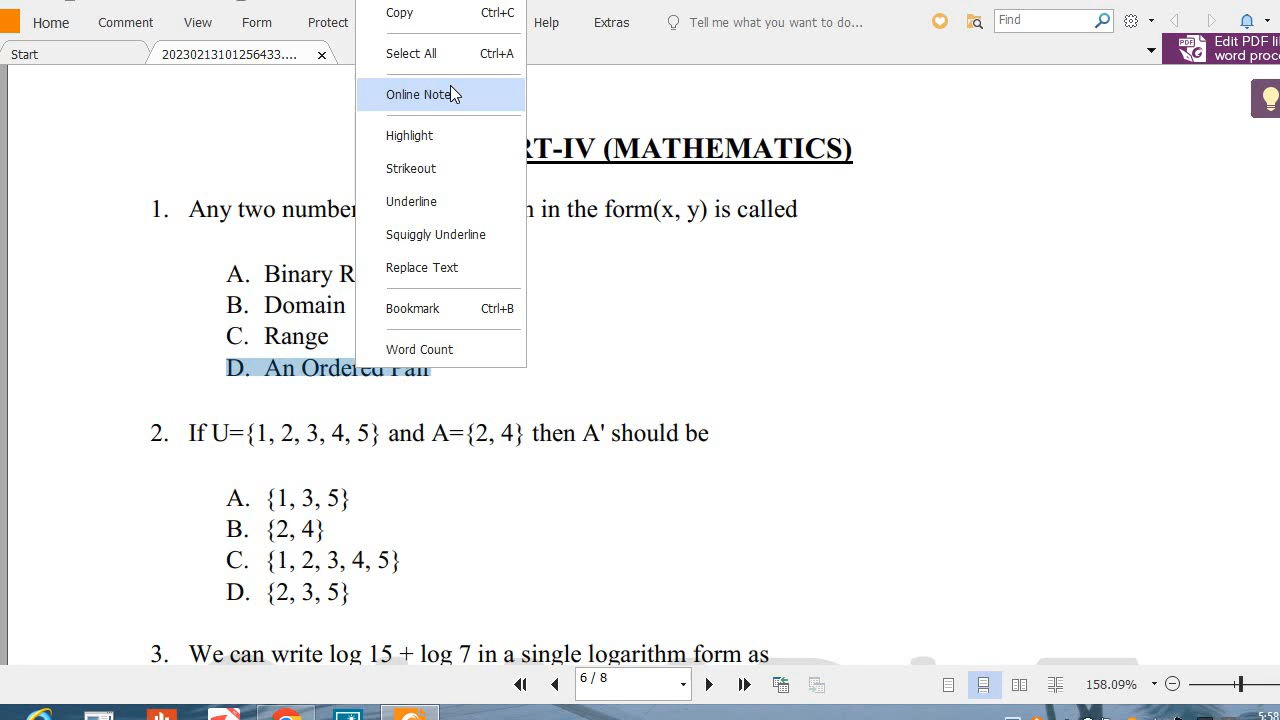 Copy Ctrl+C
Home Comment View Form Protect Help Extras Tell me what you want to do... Find
Select All Ctrl+A
Start 20230213101256433.... Edit PDF
word
Online Note
Highlight
RT-IV (MATHEMATICS)
Strikeout
Underline
1. Any two in the form(x, y) is called
Squiggly Underline
Replace Text
A. Binary
B. Domain
Bookmark Ctrl+B
C. Range
Word Count
D. An Ordered Pair
2. If U={1, 2, 3, 4, 5} and A={2, 4} then A' should be
A. {1, 3, 5}
B. {2, 4}
C. {1, 2, 3, 4, 5}
D. {2, 3, 5}
3. We can write log 15 + log 7 in a single logarithm form as
6 / 8 158.09%